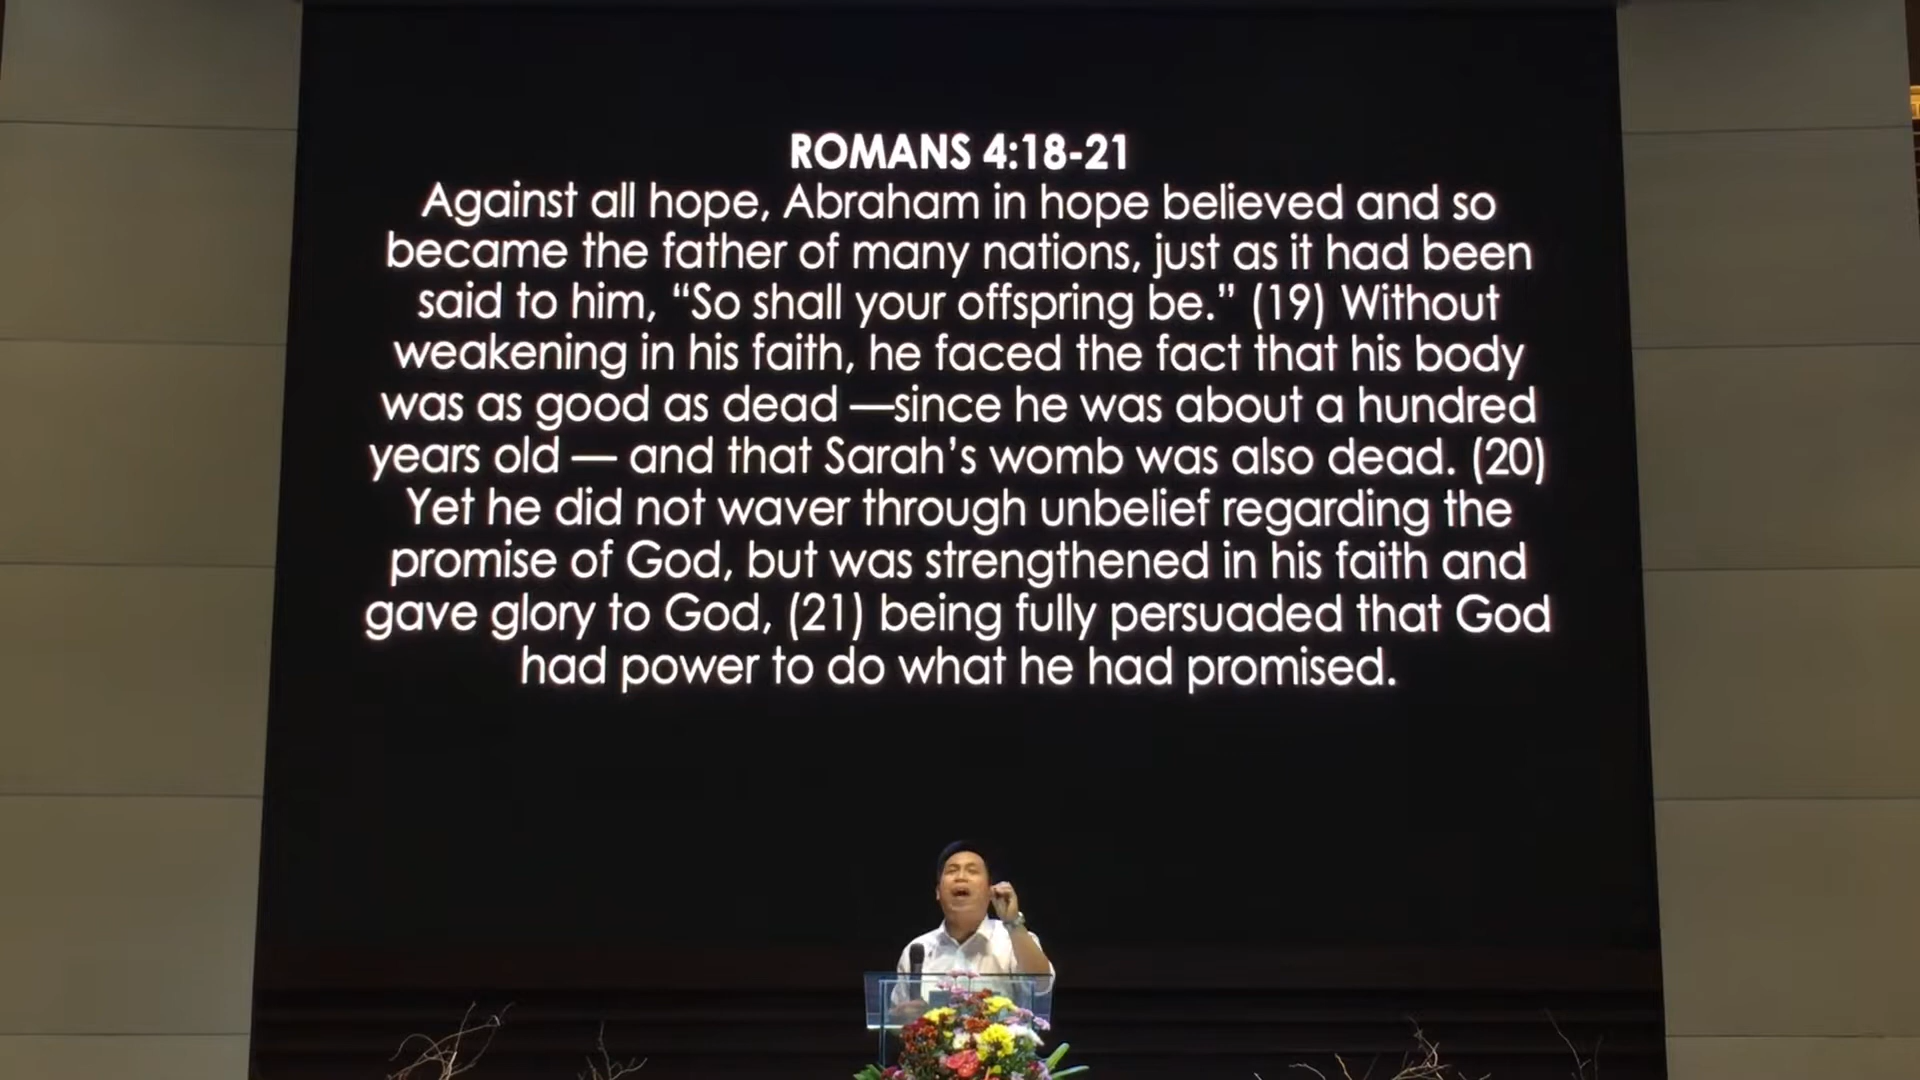 ROMANS 4:18-21
Against all hope, Abraham in hope believed and so
became the father of many nations, just as it had been
said to him, “So shall your offspring be.” (19) Without
weakening in his faith, he faced the fact that his body
was as good as dead —since he was about a hundred
years old — and that Sarah’s womb was also dead. (20)
Yet he did not waver through unbelief regarding the
promise of God, but was strengthened in his faith and
gave glory to God, (21) being fully persuaded that God
had power to do what he had promised.